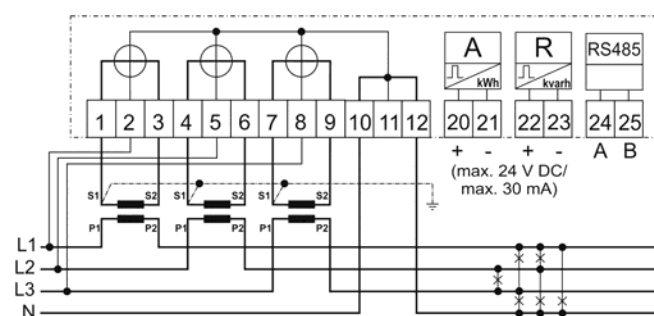 A R RS485
kWh kvarh
1 2 3 4 5 6 7 8 9 10 11 12 20 21 22 23 24 25
+ - + - A B
(max. 24 V DC/
max. 30 mA)
S1 S2 S1 S2 S1 S2
P1 P2 P1 P2 P1 P2
L1
L2
L3
N